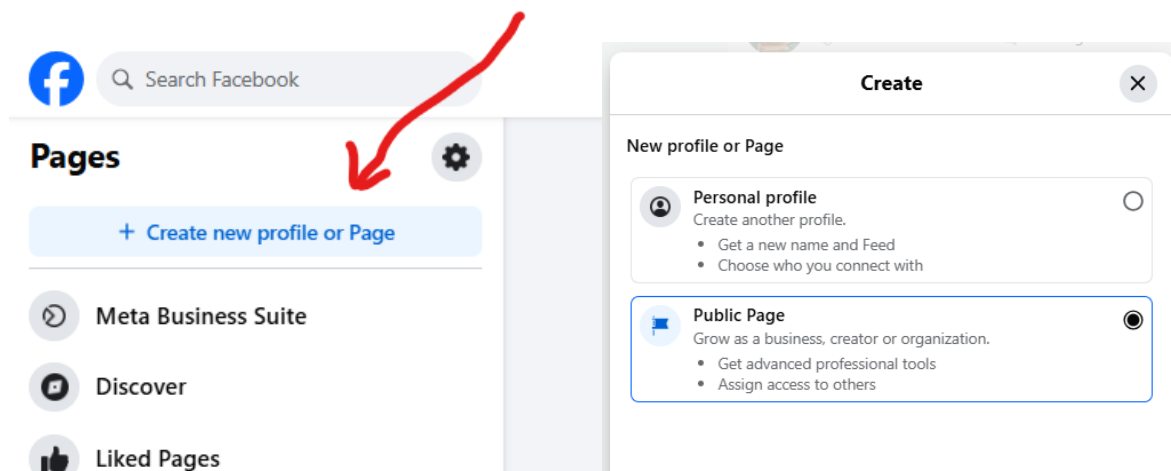 Search Facebook
Pages
+ Create new profile or Page
Meta Business Suite
Discover
Liked Pages
Create
New profile or Page
Personal profile
Create another profile.
• Get a new name and Feed
• Choose who you connect with
Public Page
Grow as a business, creator or organization.
• Get advanced professional tools
• Assign access to others